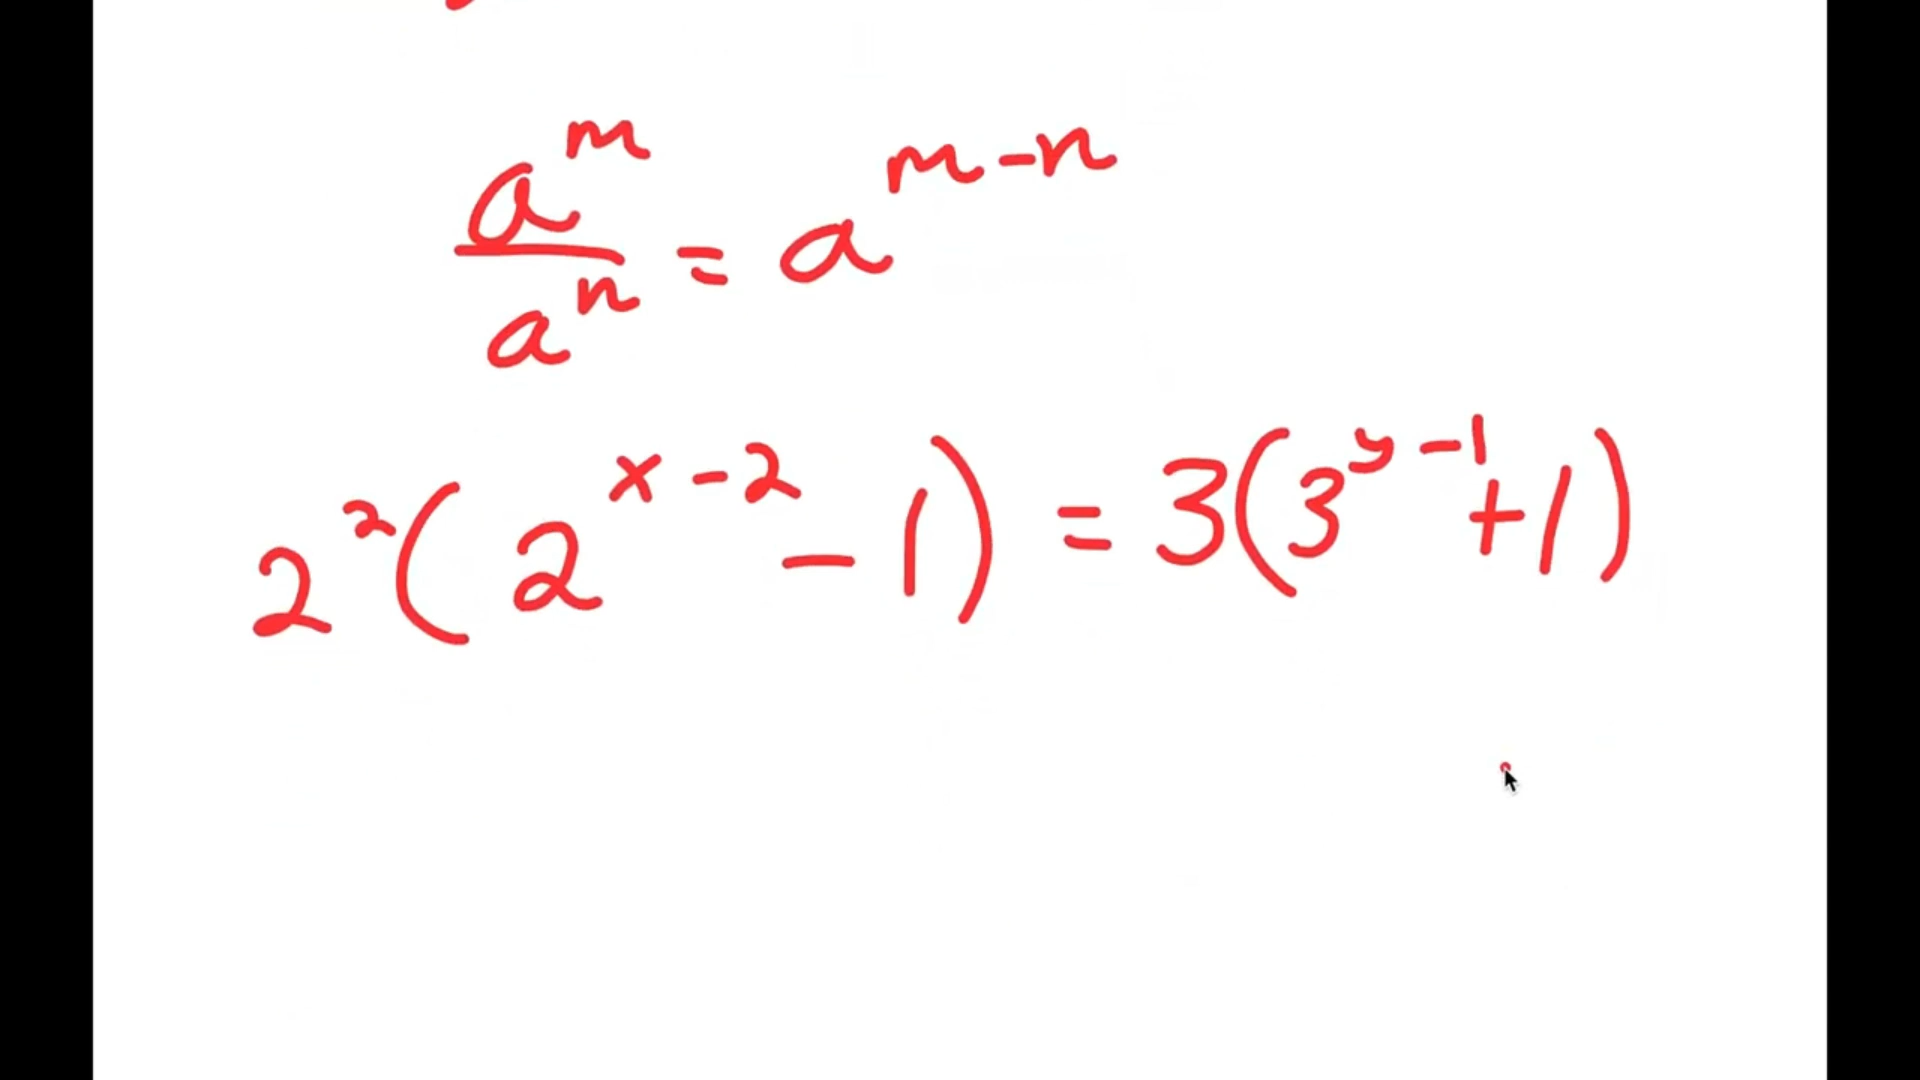 a^m / a^n = a^(m-n)
2^2(2^(x-2) - 1) = 3(3^(y-1) + 1)